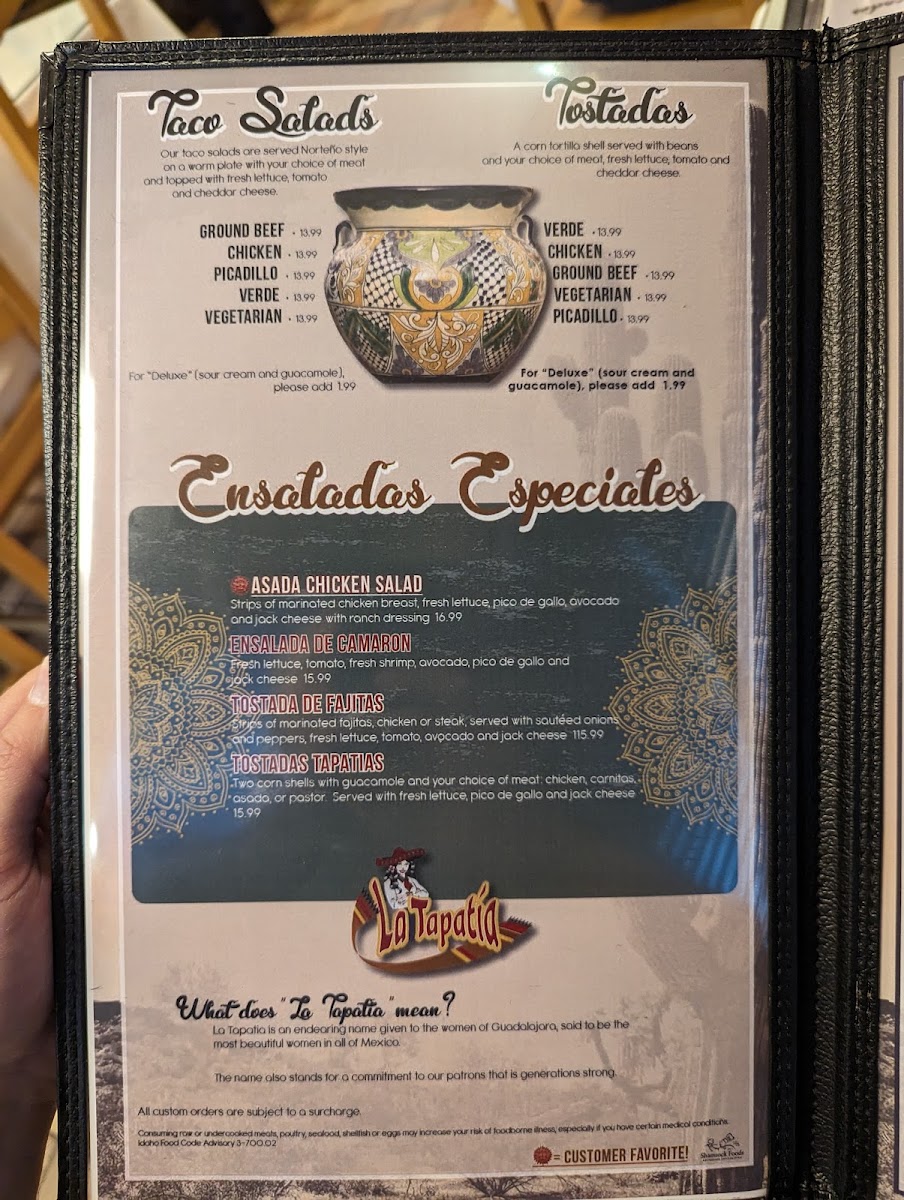 Taco Salads
Our taco salads are served Norteño style
on a warm plate with your choice of meat
and topped with fresh lettuce, tomato
and cheddar cheese.
GROUND BEEF • 13.99
CHICKEN • 13.99
PICADILLO • 13.99
VERDE • 13.99
VEGETARIAN • 13.99
For "Deluxe" (sour cream and guacamole),
please add 1.99
Tostadas
A corn tortilla shell served with beans
and your choice of meat, fresh lettuce, tomato and
cheddar cheese.
VERDE • 13.99
CHICKEN • 13.99
GROUND BEEF • 13.99
VEGETARIAN • 13.99
PICADILLO • 13.99
For "Deluxe" (sour cream and
guacamole), please add 1.99
Ensaladas Especiales
ASADA CHICKEN SALAD
Strips of marinated chicken breast, fresh lettuce, pico de gallo, avocado
and jack cheese with ranch dressing 16.99
ENSALADA DE CAMARON
Fresh lettuce, tomato, fresh shrimp, avocado, pico de gallo and
jack cheese 15.99
TOSTADA DE FAJITAS
Strips of marinated fajitas, chicken or steak, served with sautéed onions
and peppers, fresh lettuce, tomato, avocado and jack cheese 115.99
TOSTADAS TAPATIAS
Two corn shells with guacamole and your choice of meat: chicken, carnitas,
asada, or pastor. Served with fresh lettuce, pico de gallo and jack cheese
15.99
La Tapatía
What does "La Tapatia" mean?
La Tapatia is an endearing name given to the women of Guadalajara, said to be the
most beautiful women in all of Mexico.
The name also stands for a commitment to our patrons that is generations strong.
All custom orders are subject to a surcharge.
Consuming raw or undercooked meats, poultry, seafood, shellfish or eggs may increase your risk of foodborne illness, especially if you have certain medical conditions.
Idaho Food Code Advisory 3-700.02
= CUSTOMER FAVORITE!
Shamrock Foods